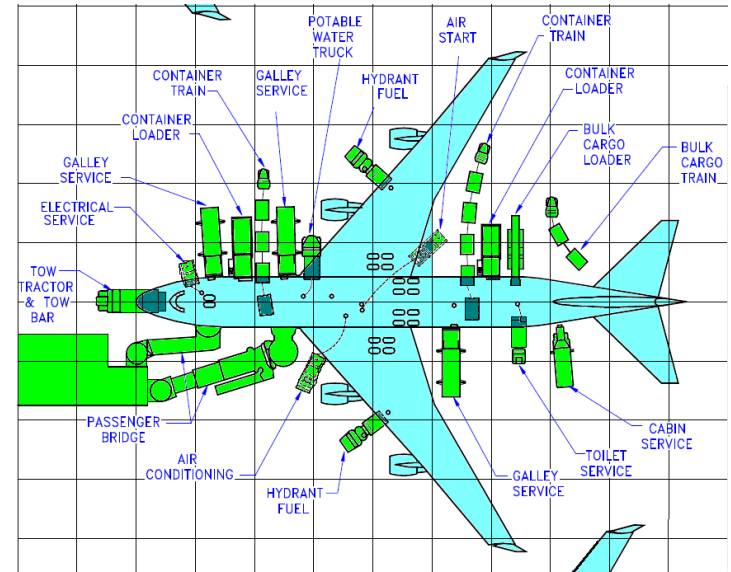 POTABLE
WATER
TRUCK
AIR
START
CONTAINER
TRAIN
CONTAINER
TRAIN
GALLEY
SERVICE
HYDRANT
FUEL
CONTAINER
LOADER
CONTAINER
LOADER
BULK
CARGO
LOADER
BULK
CARGO
TRAIN
GALLEY
SERVICE
ELECTRICAL
SERVICE
TOW
TRACTOR
& TOW
BAR
PASSENGER
BRIDGE
AIR
CONDITIONING
HYDRANT
FUEL
GALLEY
SERVICE
TOILET
SERVICE
CABIN
SERVICE